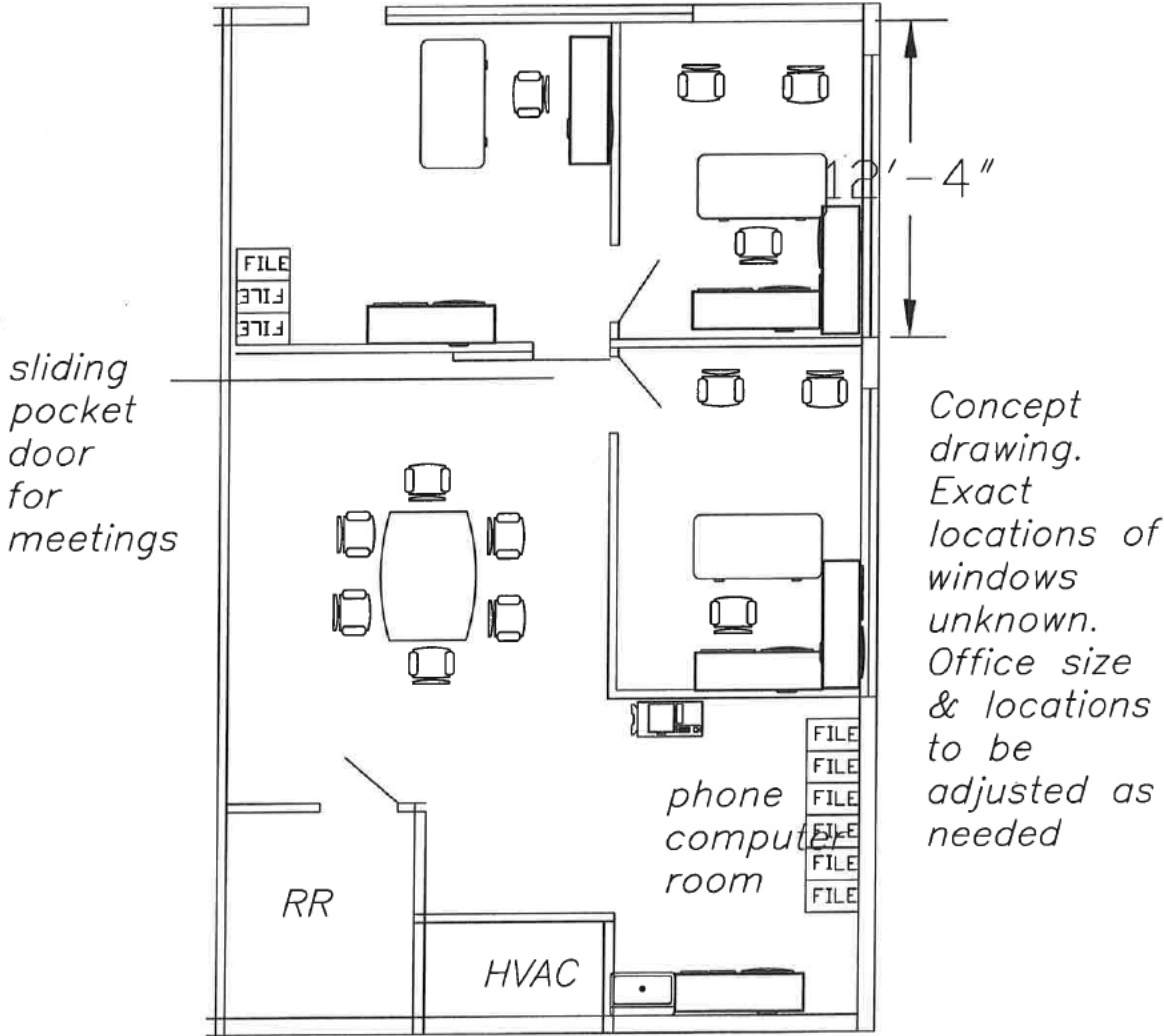 12'-4"
FILE
FILE
FILE
sliding
pocket
door
for
meetings
Concept
drawing.
Exact
locations of
windows
unknown.
Office size
& locations
to be
adjusted as
needed
FILE
FILE
FILE
FILE
FILE
FILE
phone
computer
room
RR
HVAC